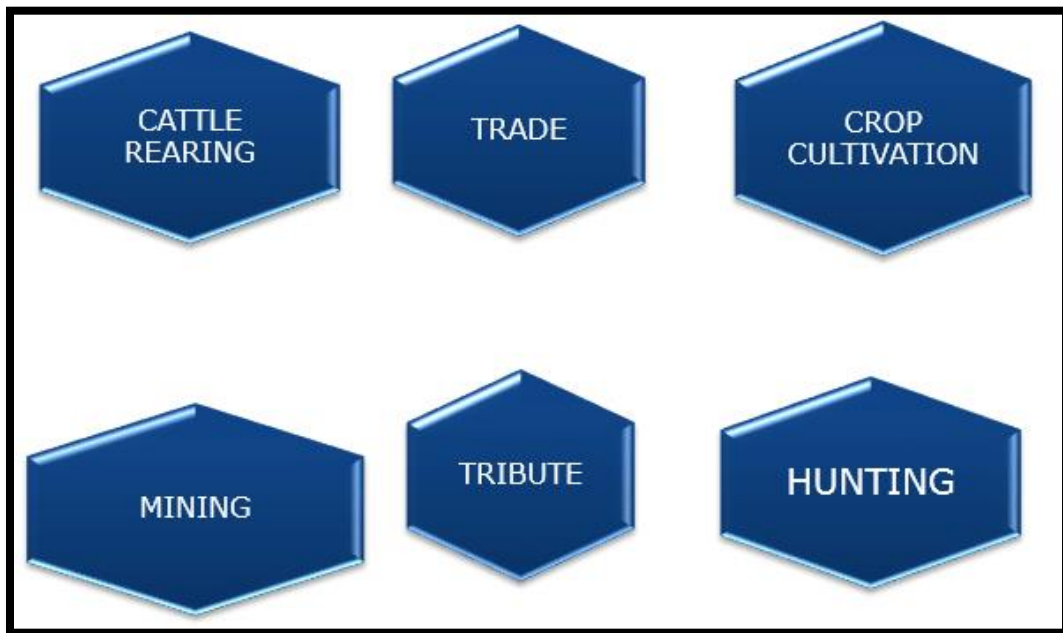 CATTLE
REARING
TRADE
CROP
CULTIVATION
MINING
TRIBUTE
HUNTING